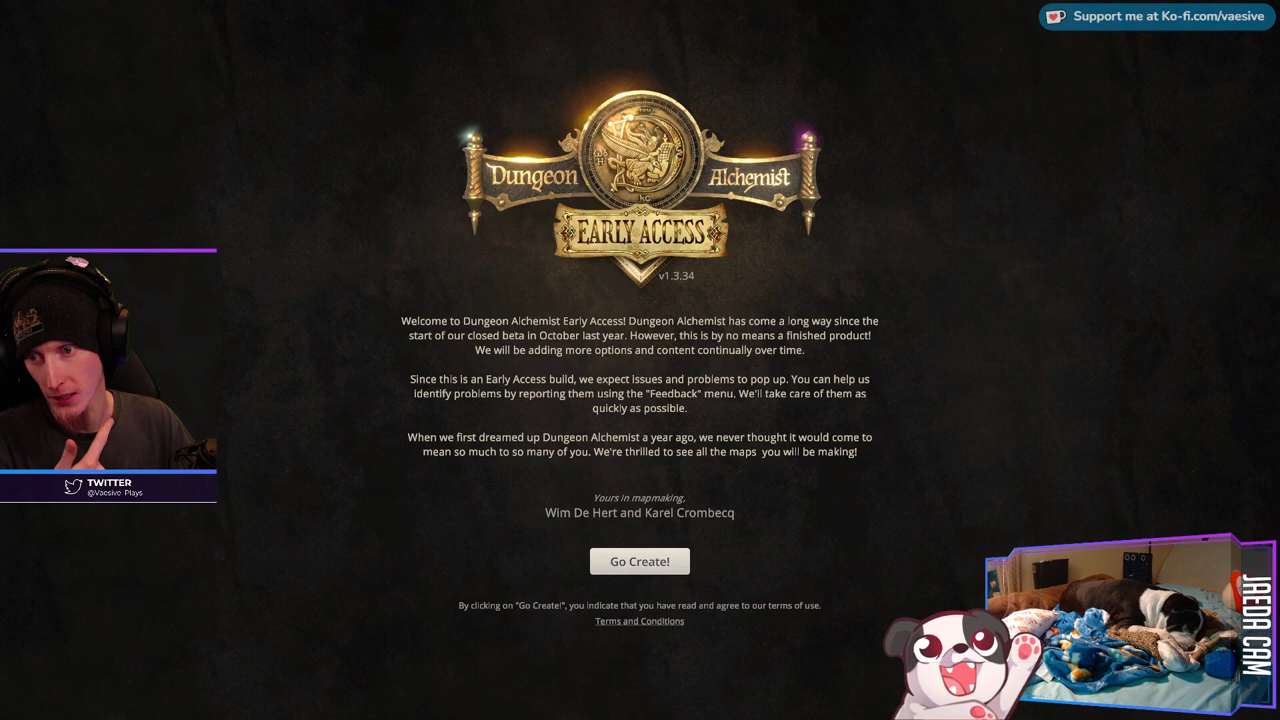 Support me at Ko-fi.com/vaesive
Dungeon
Alchemist
EARLY ACCESS
v1.3.34
Welcome to Dungeon Alchemist Early Access! Dungeon Alchemist has come a long way since the
start of our closed beta in October last year. However, this is by no means a finished product!
We will be adding more options and content continually over time.
Since this is an Early Access build, we expect issues and problems to pop up. You can help us
identify problems by reporting them using the "Feedback" menu. We'll take care of them as
quickly as possible.
When we first dreamed up Dungeon Alchemist a year ago, we never thought it would come to
mean so much to so many of you. We're thrilled to see all the maps you will be making!
TWITTER
@Vaesive_Plays
Yours in mapmaking,
Wim De Hert and Karel Crombecq
Go Create!
By clicking on "Go Create!", you indicate that you have read and agree to our terms of use.
Terms and Conditions
JAEDA CAM